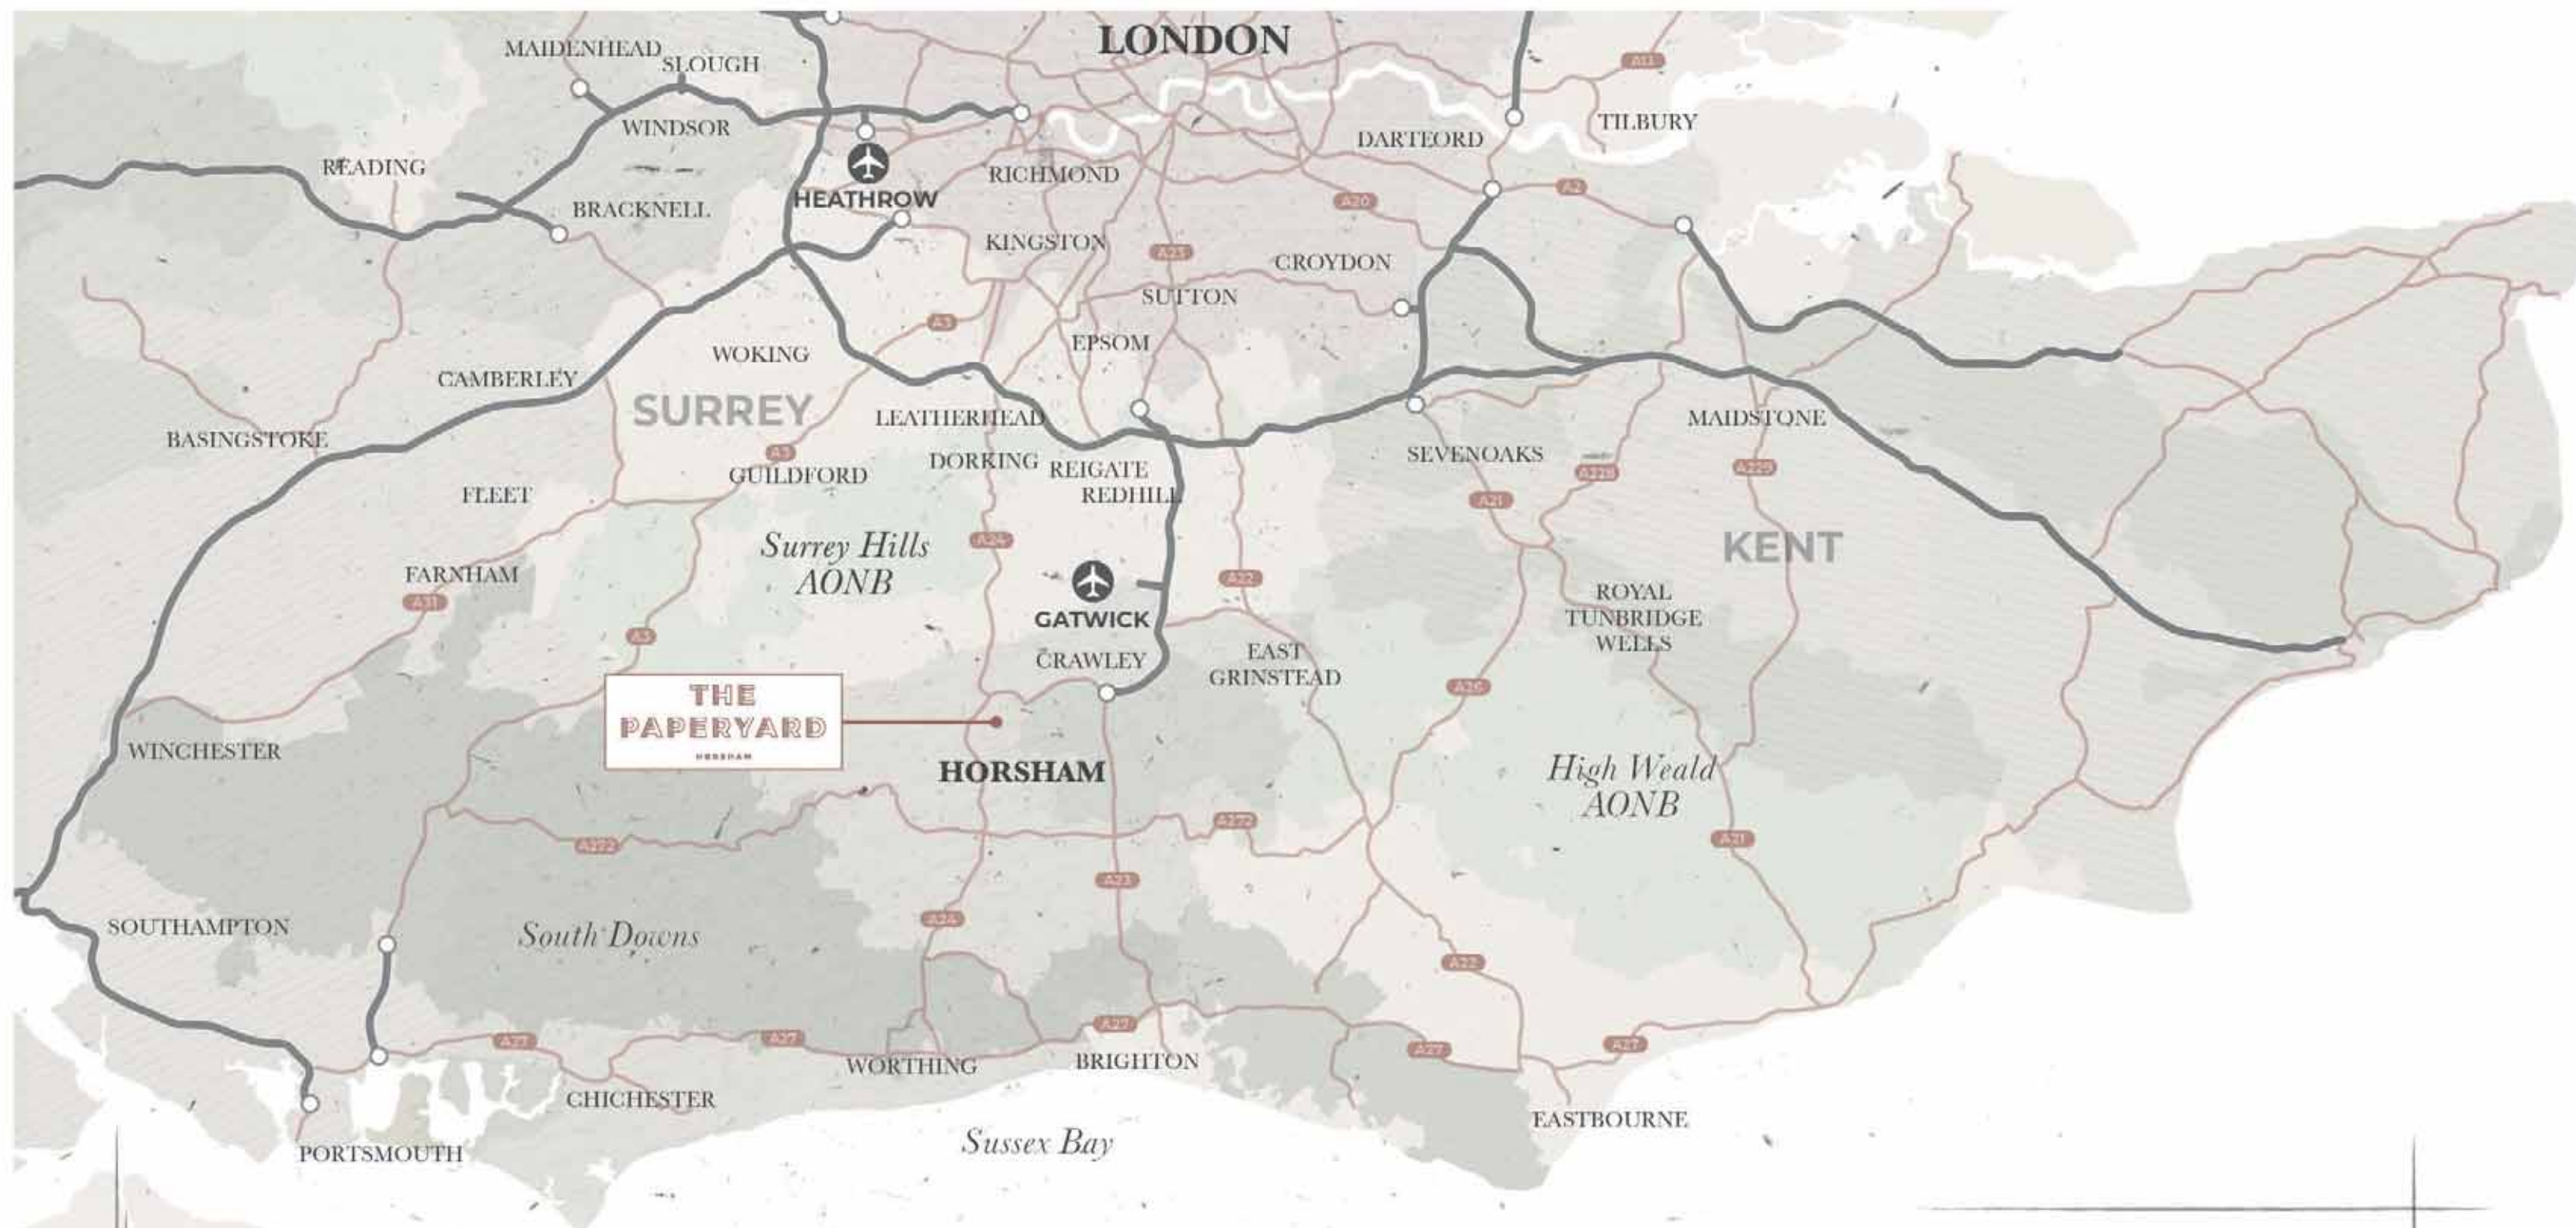 LONDON
MAIDENHEAD
SLOUGH
A13
WINDSOR
TILBURY
DARTFORD
READING
RICHMOND
HEATHROW
A2
A20
BRACKNELL
KINGSTON
A23
CROYDON
SUTTON
A3
EPSOM
WOKING
CAMBERLEY
SURREY
LEATHERHEAD
MAIDSTONE
BASINGSTOKE
A3
SEVENOAKS
DORKING
REIGATE
GUILDFORD
A228
A229
FLEET
REDHILL
A21
Surrey Hills
AONB
A24
KENT
FARNHAM
A22
A31
GATWICK
ROYAL
TUNBRIDGE
WELLS
A3
CRAWLEY
EAST
GRINSTEAD
A26
THE
PAPERYARD
HORSHAM
WINCHESTER
HORSHAM
High Weald
AONB
A272
A272
A21
A23
A24
SOUTHAMPTON
South Downs
A22
A27
A27
A27
A27
A27
WORTHING
BRIGHTON
CHICHESTER
EASTBOURNE
Sussex Bay
PORTSMOUTH